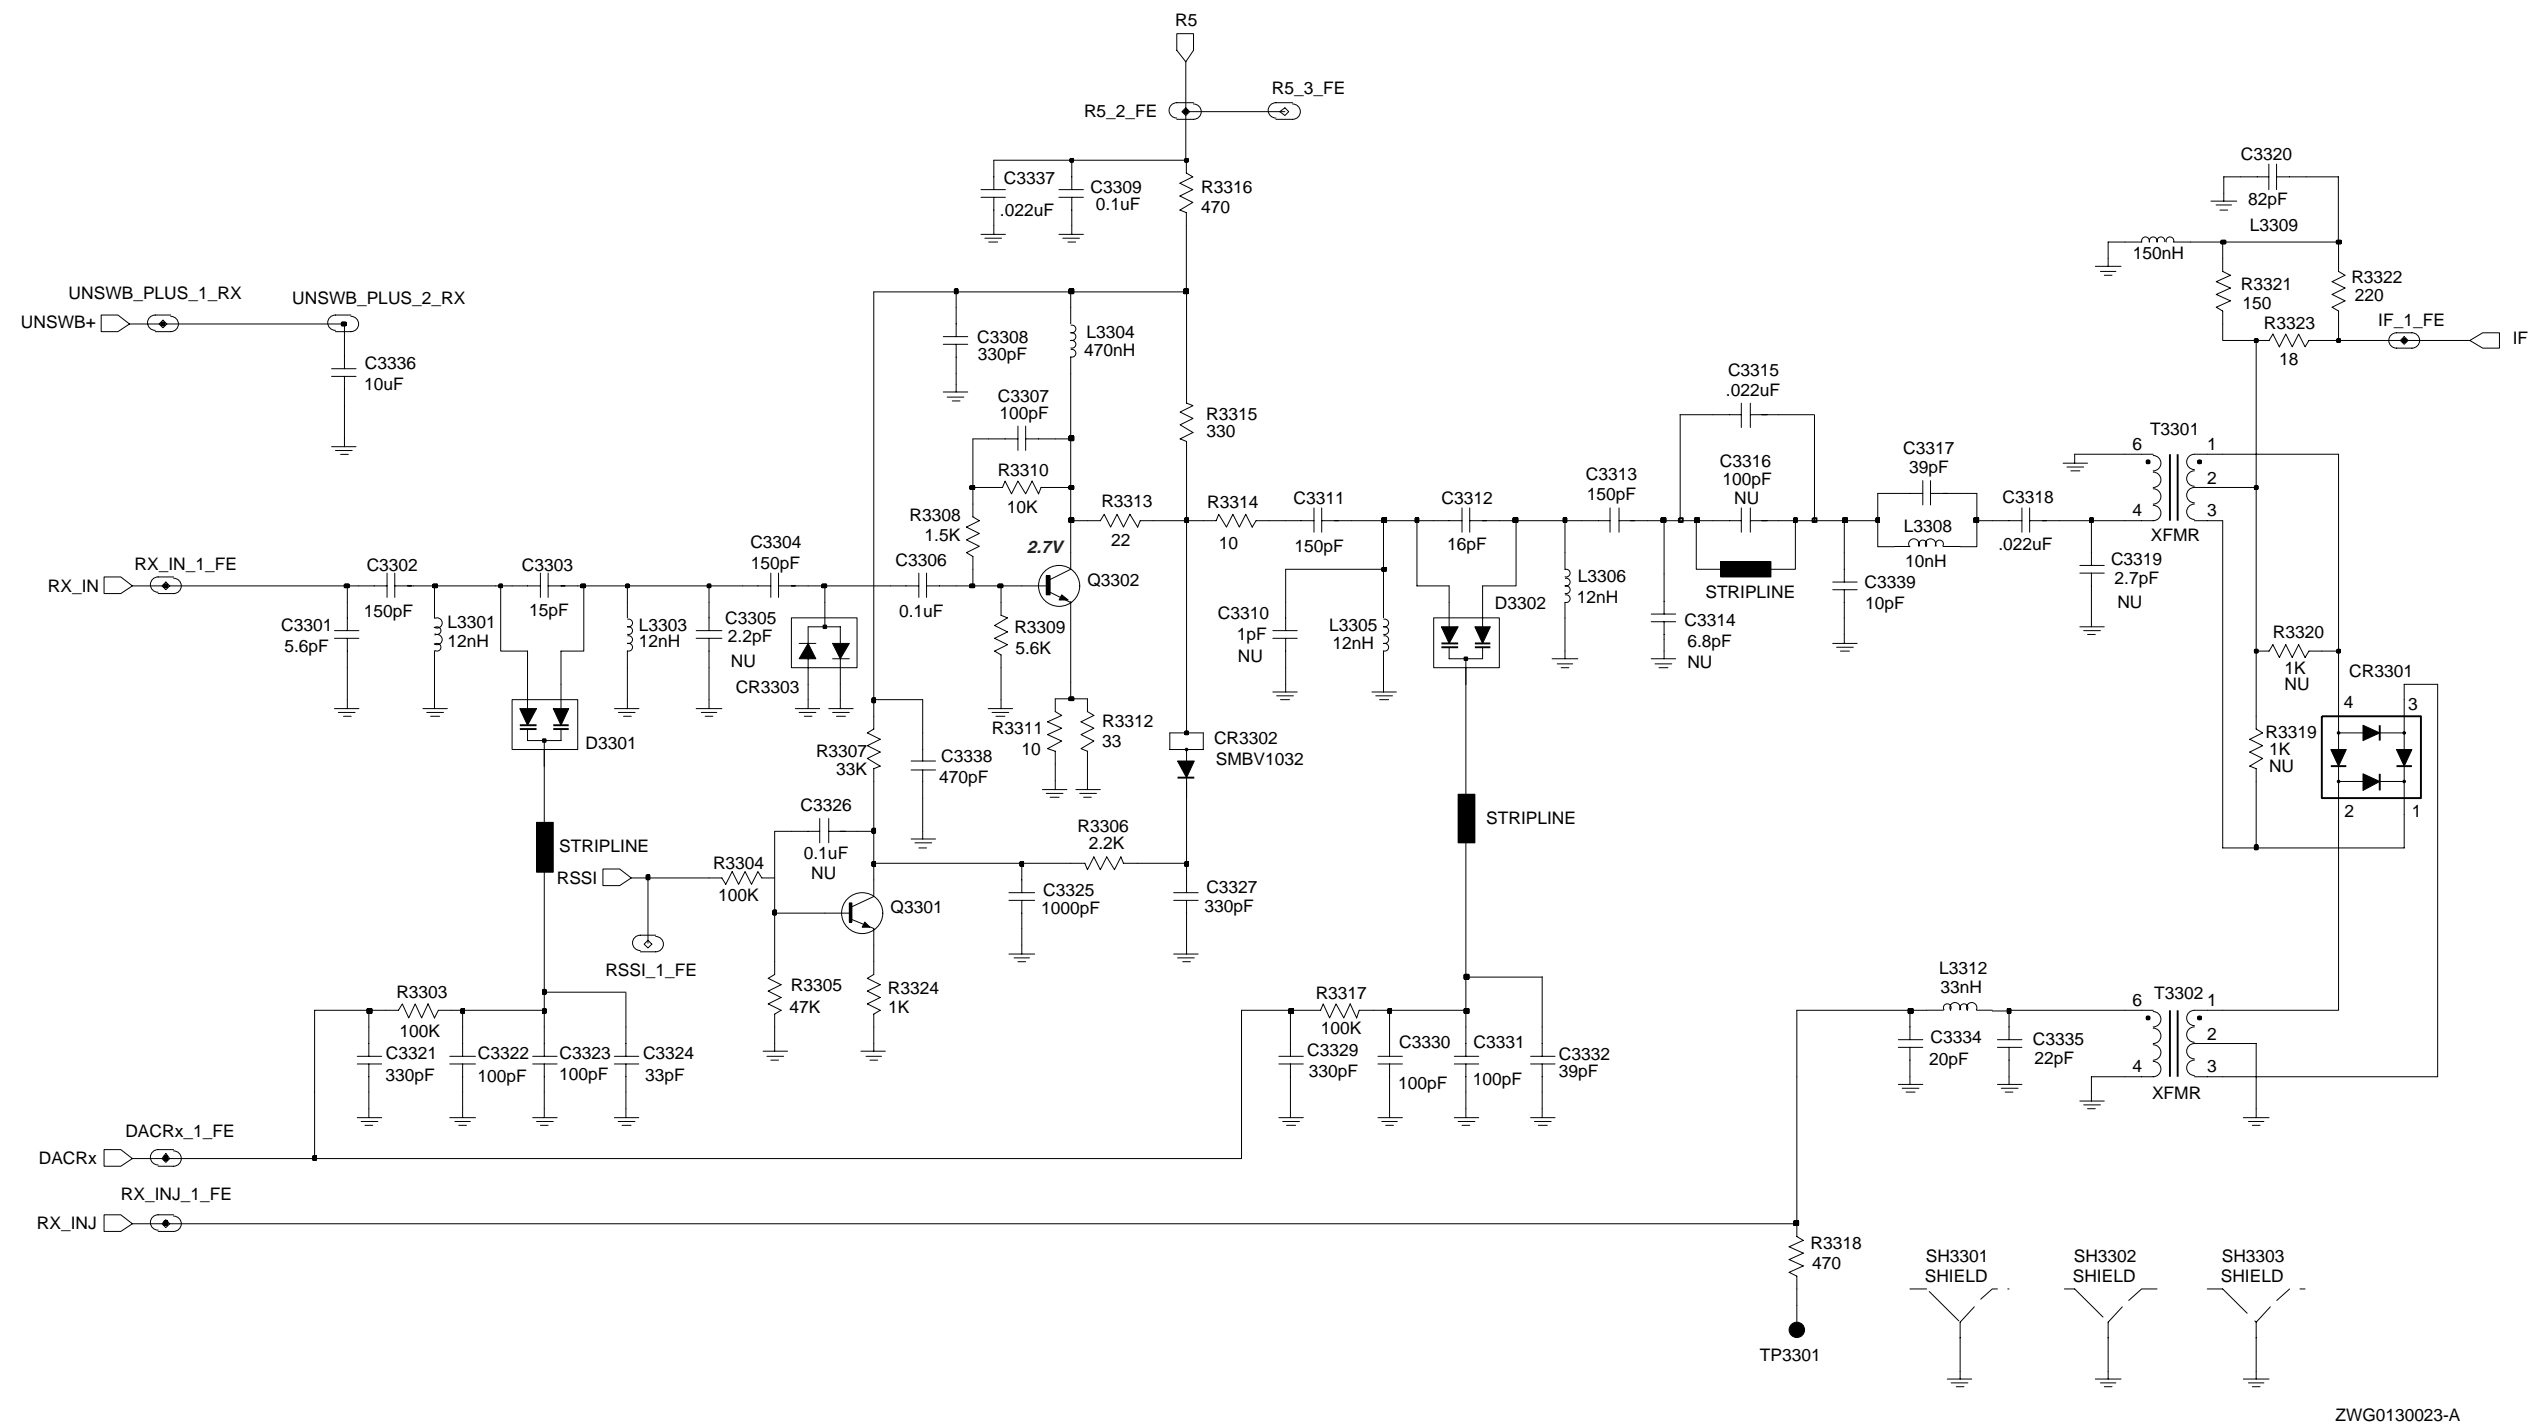 R5
R5_3_FE
R5_2_FE
C3337
.022uF
C3309
0.1uF
R3316
470
C3320
82pF
L3309
150nH
R3321
150
R3322
220
R3323
18
IF_1_FE
IF
UNSWB_PLUS_1_RX
UNSWB_PLUS_2_RX
UNSWB+
C3336
10uF
C3308
330pF
L3304
470nH
C3307
100pF
R3315
330
R3310
10K
R3308
1.5K
2.7V
R3313
22
R3314
10
C3311
150pF
C3312
16pF
C3313
150pF
C3315
.022uF
C3316
100pF
NU
STRIPLINE
C3317
39pF
L3308
10nH
C3318
.022uF
T3301
6
1
2
4
3
XFMR
C3319
2.7pF
NU
RX_IN_1_FE
RX_IN
C3302
150pF
C3303
15pF
C3304
150pF
C3306
0.1uF
Q3302
C3301
5.6pF
L3301
12nH
L3303
12nH
C3305
2.2pF
NU
CR3303
R3309
5.6K
C3310
1pF
NU
L3305
12nH
D3302
L3306
12nH
C3314
6.8pF
NU
C3339
10pF
R3320
1K
NU
CR3301
4
3
R3319
1K
NU
2
1
D3301
R3307
33K
C3338
470pF
R3311
10
R3312
33
CR3302
SMBV1032
STRIPLINE
STRIPLINE
RSSI
RSSI_1_FE
R3304
100K
C3326
0.1uF
NU
R3306
2.2K
Q3301
C3325
1000pF
C3327
330pF
R3305
47K
R3324
1K
R3303
100K
C3321
330pF
C3322
100pF
C3323
100pF
C3324
33pF
R3317
100K
C3329
330pF
C3330
100pF
C3331
100pF
C3332
39pF
L3312
33nH
C3334
20pF
C3335
22pF
T3302
6
1
2
4
3
XFMR
DACRx_1_FE
DACRx
RX_INJ_1_FE
RX_INJ
R3318
470
TP3301
SH3301
SHIELD
SH3302
SHIELD
SH3303
SHIELD
ZWG0130023-A